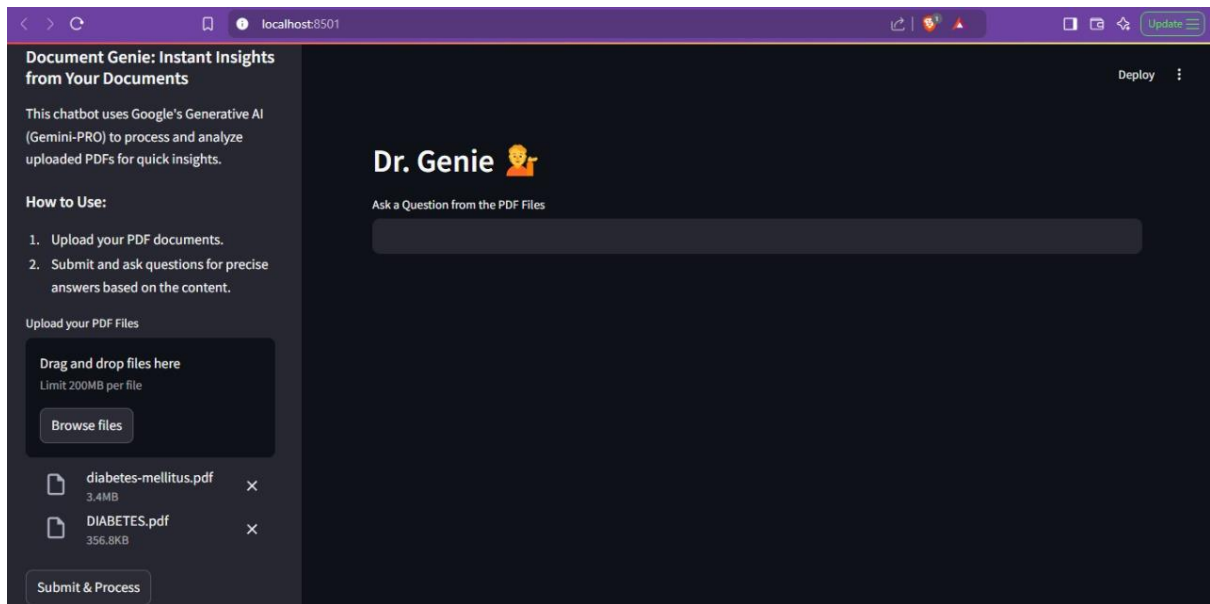 localhost:8501
Update
Document Genie: Instant Insights
from Your Documents
This chatbot uses Google's Generative AI
(Gemini-PRO) to process and analyze
uploaded PDFs for quick insights.
How to Use:
1. Upload your PDF documents.
2. Submit and ask questions for precise
answers based on the content.
Upload your PDF Files
Drag and drop files here
Limit 200MB per file
Browse files
diabetes-mellitus.pdf
3.4MB
DIABETES.pdf
356.8KB
Submit & Process
Deploy
Dr. Genie
Ask a Question from the PDF Files